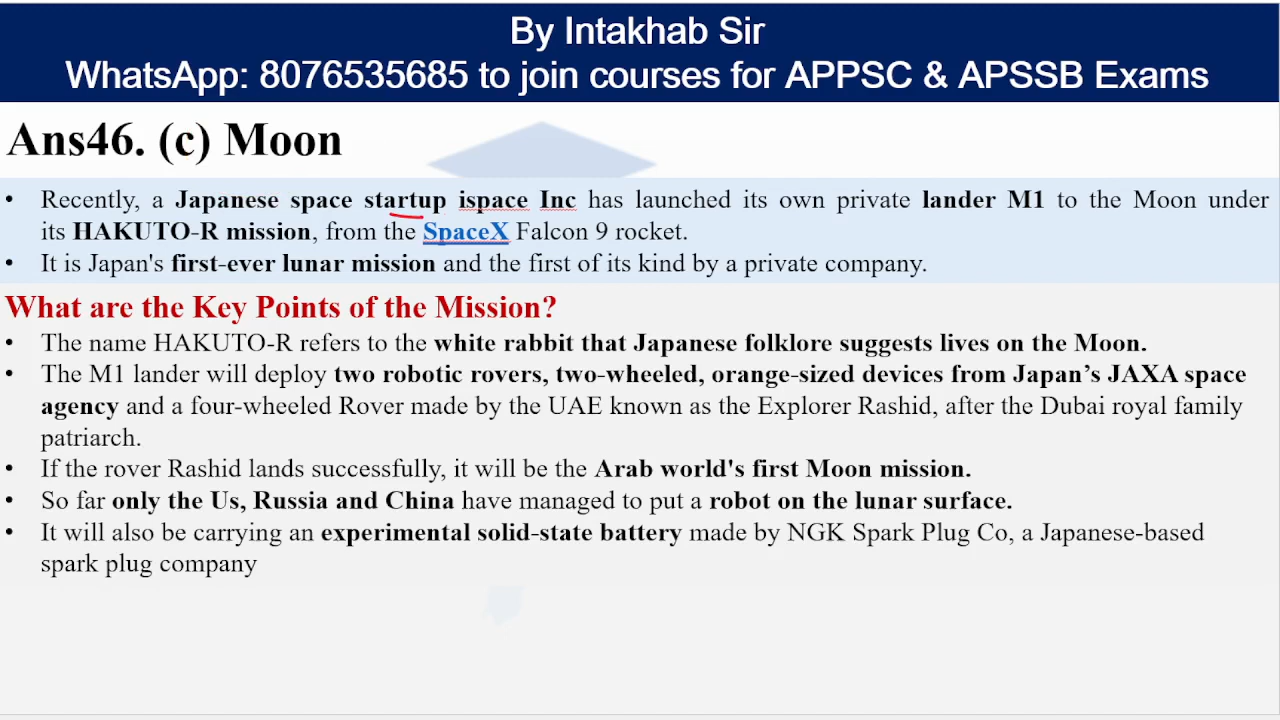 By Intakhab Sir
WhatsApp: 8076535685 to join courses for APPSC & APSSB Exams
Ans46. (c) Moon
• Recently, a Japanese space startup ispace Inc has launched its own private lander M1 to the Moon under
its HAKUTO-R mission, from the SpaceX Falcon 9 rocket.
• It is Japan's first-ever lunar mission and the first of its kind by a private company.
What are the Key Points of the Mission?
• The name HAKUTO-R refers to the white rabbit that Japanese folklore suggests lives on the Moon.
• The M1 lander will deploy two robotic rovers, two-wheeled, orange-sized devices from Japan’s JAXA space
agency and a four-wheeled Rover made by the UAE known as the Explorer Rashid, after the Dubai royal family
patriarch.
• If the rover Rashid lands successfully, it will be the Arab world's first Moon mission.
• So far only the Us, Russia and China have managed to put a robot on the lunar surface.
• It will also be carrying an experimental solid-state battery made by NGK Spark Plug Co, a Japanese-based
spark plug company